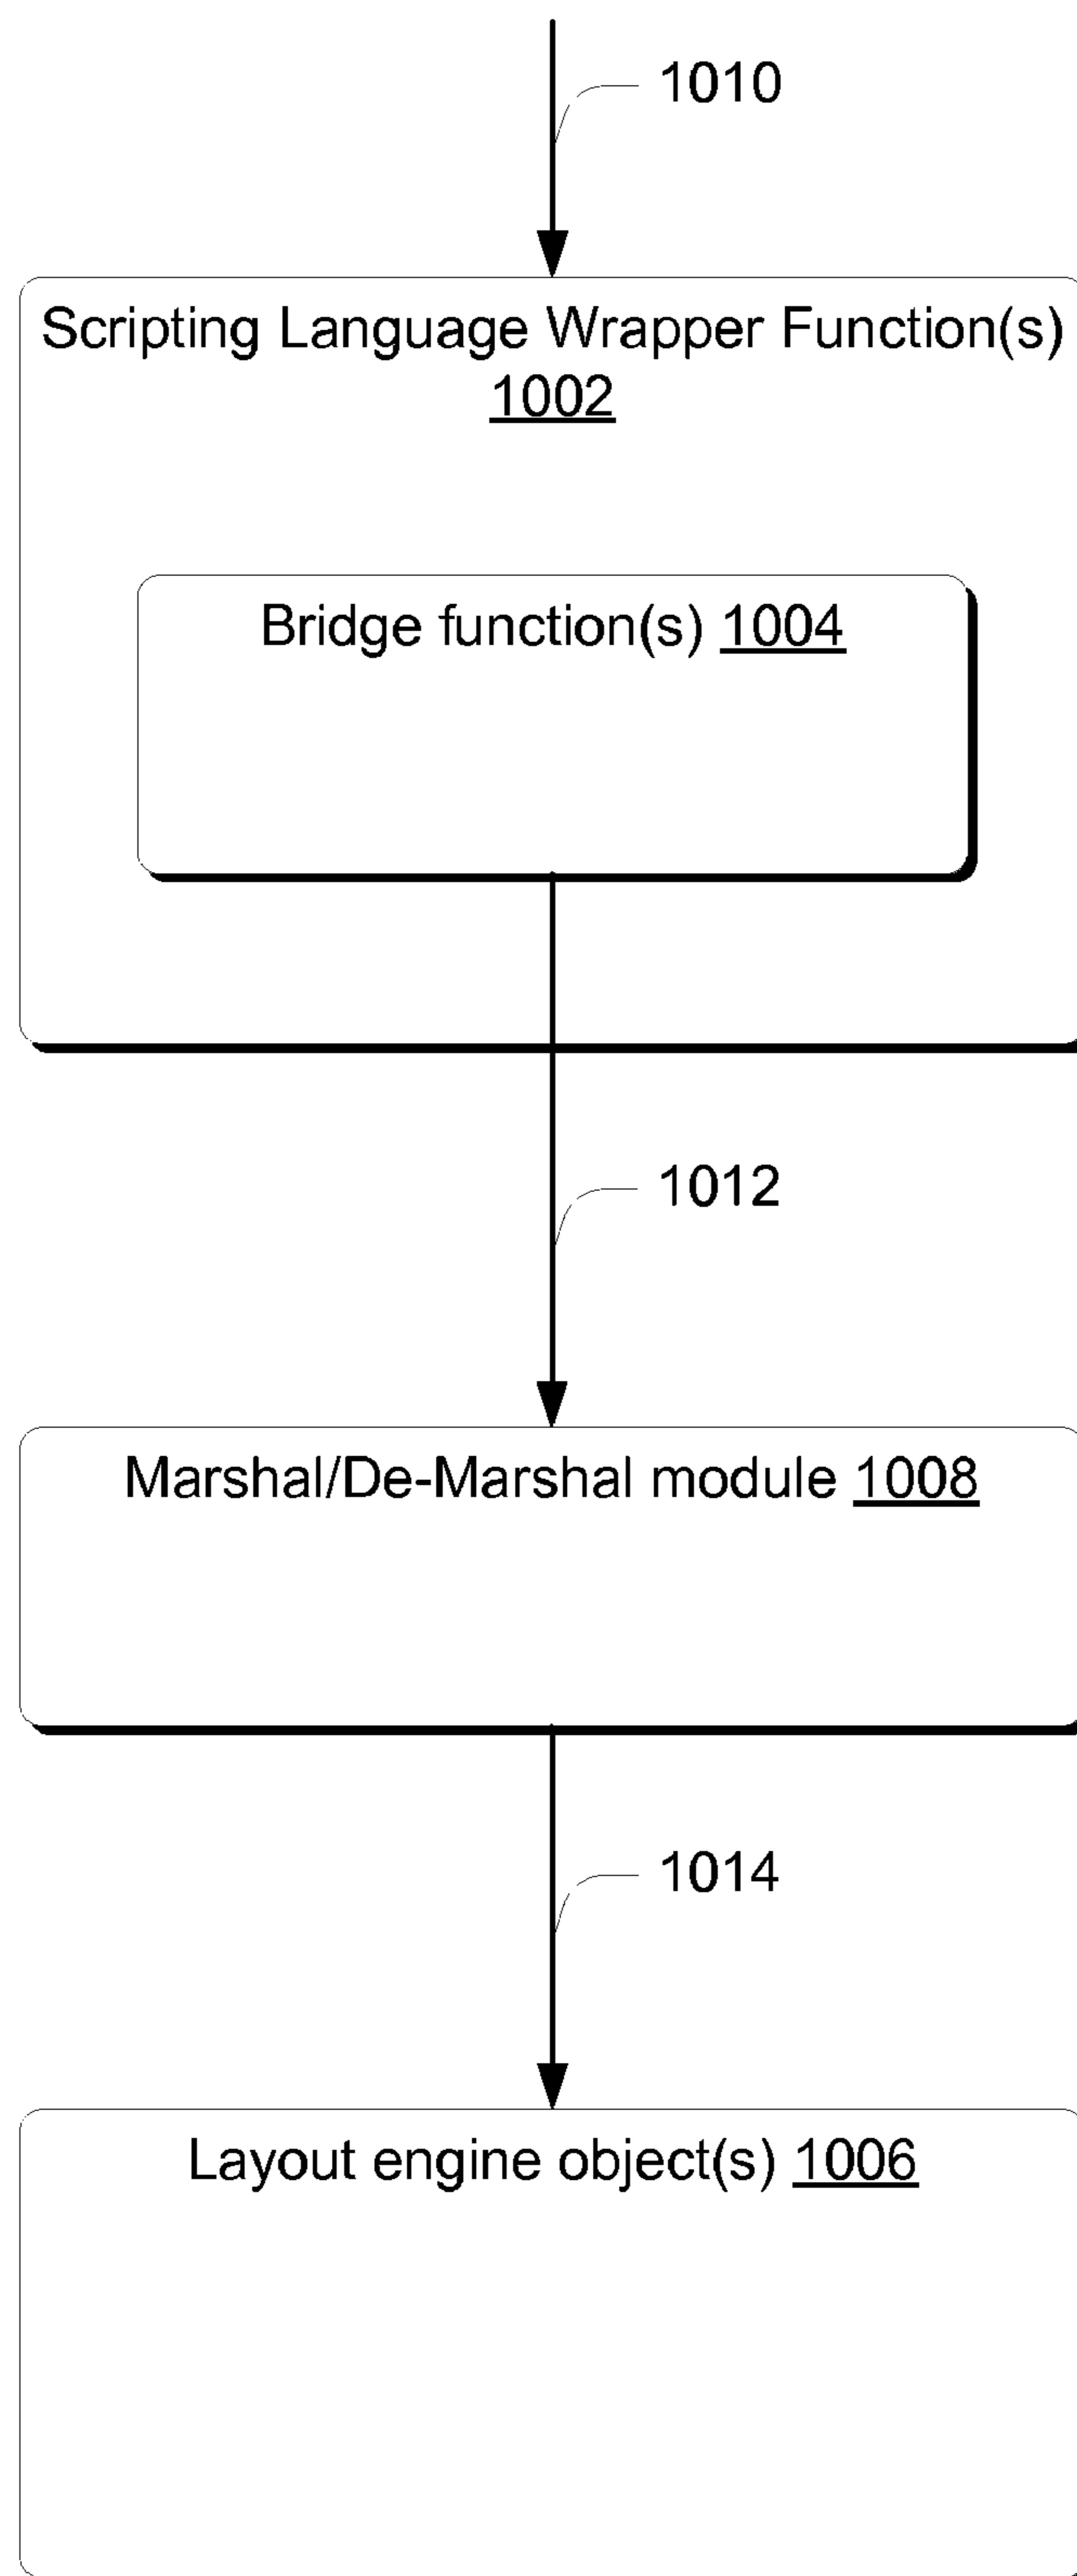 1010
Scripting Language Wrapper Function(s)
1002
Bridge function(s) 1004
1012
Marshal/De-Marshal module 1008
1014
Layout engine object(s) 1006